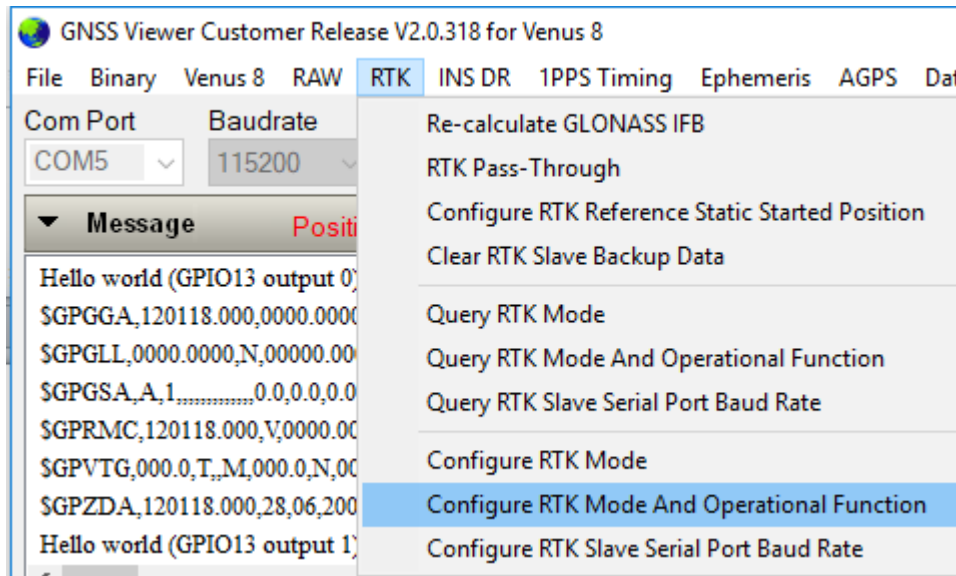 GNSS Viewer Customer Release V2.0.318 for Venus 8
File Binary Venus 8 RAW RTK INS DR 1PPS Timing Ephemeris AGPS Dat
Com Port Baudrate
COM5 115200
Message Positi
Hello world (GPIO13 output 0)
$GPGGA,120118.000,0000.0000
$GPGLL,0000.0000,N,00000.00
$GPGSA,A,1,,,,,,,,,,,,,0.0,0.0,0.0
$GPRMC,120118.000,V,0000.00
$GPVTG,000.0,T,,M,000.0,N,00
$GPZDA,120118.000,28,06,200
Hello world (GPIO13 output 1)
Re-calculate GLONASS IFB
RTK Pass-Through
Configure RTK Reference Static Started Position
Clear RTK Slave Backup Data
Query RTK Mode
Query RTK Mode And Operational Function
Query RTK Slave Serial Port Baud Rate
Configure RTK Mode
Configure RTK Mode And Operational Function
Configure RTK Slave Serial Port Baud Rate